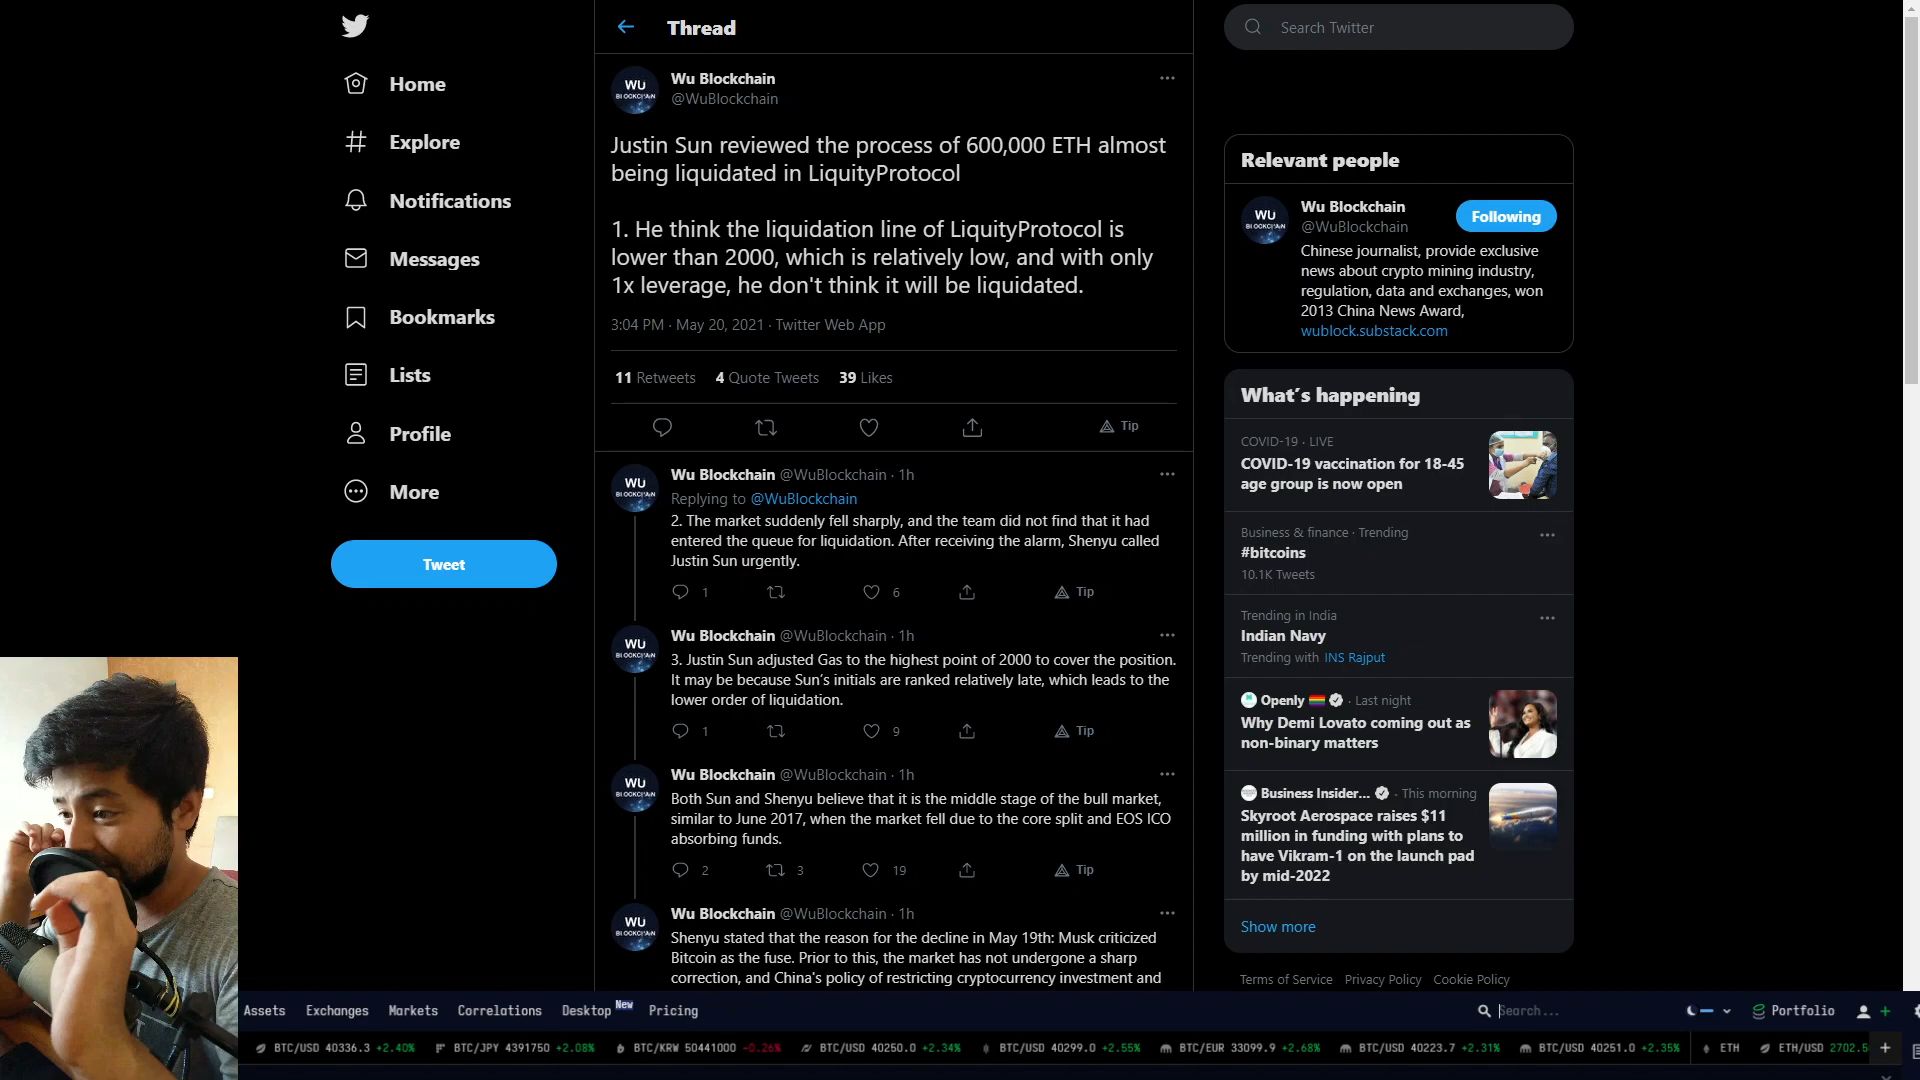 Home
Explore
Notifications
Messages
Bookmarks
Lists
Profile
More
Tweet
Thread
WU
BLOCKCHAIN
Wu Blockchain
@WuBlockchain
Justin Sun reviewed the process of 600,000 ETH almost
being liquidated in LiquityProtocol
1. He think the liquidation line of LiquityProtocol is
lower than 2000, which is relatively low, and with only
1x leverage, he don't think it will be liquidated.
3:04 PM · May 20, 2021 · Twitter Web App
11 Retweets 4 Quote Tweets 39 Likes
Tip
WU
BLOCKCHAIN
Wu Blockchain @WuBlockchain · 1h
Replying to @WuBlockchain
2. The market suddenly fell sharply, and the team did not find that it had
entered the queue for liquidation. After receiving the alarm, Shenyu called
Justin Sun urgently.
1 6 Tip
WU
BLOCKCHAIN
Wu Blockchain @WuBlockchain · 1h
3. Justin Sun adjusted Gas to the highest point of 2000 to cover the position.
It may be because Sun's initials are ranked relatively late, which leads to the
lower order of liquidation.
1 9 Tip
WU
BLOCKCHAIN
Wu Blockchain @WuBlockchain · 1h
Both Sun and Shenyu believe that it is the middle stage of the bull market,
similar to June 2017, when the market fell due to the core split and EOS ICO
absorbing funds.
2 3 19 Tip
WU
BLOCKCHAIN
Wu Blockchain @WuBlockchain · 1h
Shenyu stated that the reason for the decline in May 19th: Musk criticized
Bitcoin as the fuse. Prior to this, the market has not undergone a sharp
correction, and China's policy of restricting cryptocurrency investment and
Search Twitter
Relevant people
WU
BLOCKCHAIN
Wu Blockchain
@WuBlockchain
Following
Chinese journalist, provide exclusive
news about crypto mining industry,
regulation, data and exchanges, won
2013 China News Award,
wublock.substack.com
What's happening
COVID-19 · LIVE
COVID-19 vaccination for 18-45
age group is now open
Business & finance · Trending
#bitcoins
10.1K Tweets
Trending in India
Indian Navy
Trending with INS Rajput
Openly · Last night
Why Demi Lovato coming out as
non-binary matters
Business Insider... · This morning
Skyroot Aerospace raises $11
million in funding with plans to
have Vikram-1 on the launch pad
by mid-2022
Show more
Terms of Service Privacy Policy Cookie Policy
Assets Exchanges Markets Correlations Desktop New Pricing Search... Portfolio
BTC/USD 40336.3 +2.40% BTC/JPY 4391750 +2.08% BTC/KRW 50441000 -0.26% BTC/USD 40250.0 +2.34% BTC/USD 40299.0 +2.55% BTC/EUR 33099.9 +2.68% BTC/USD 40223.7 +2.31% BTC/USD 40251.0 +2.35% ETH ETH/USD 2702.5